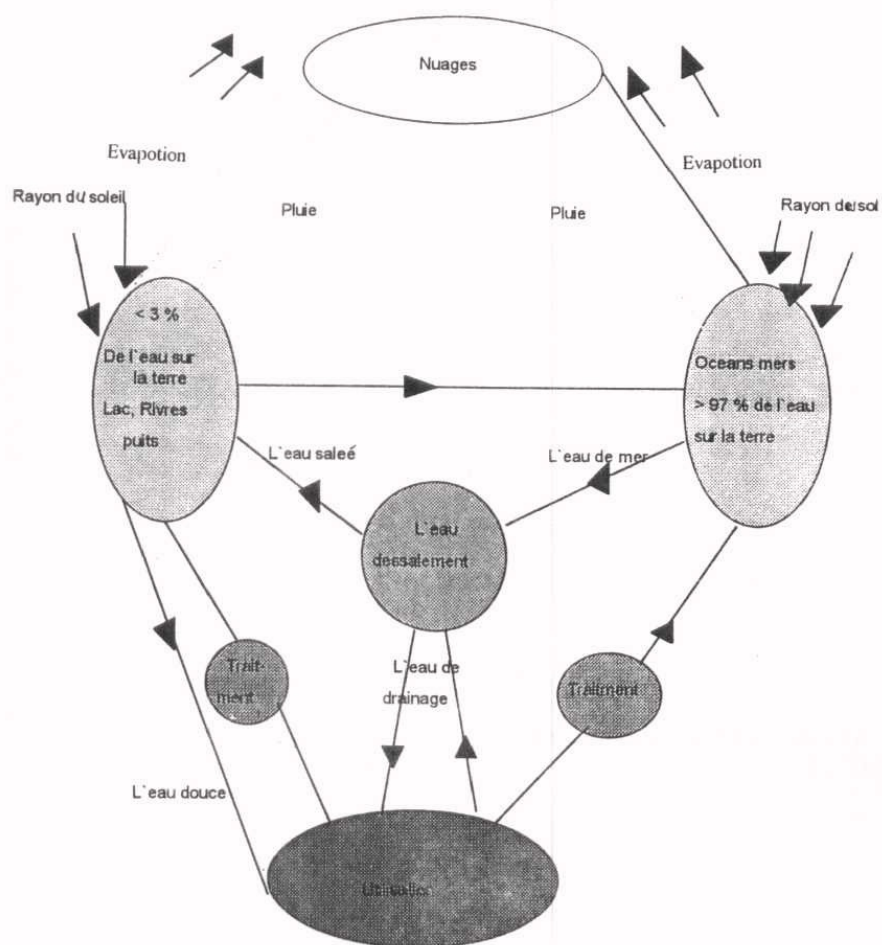 Nuages
Evapotion
Evapotion
Rayon du soleil
Pluie
Pluie
Rayon de sol
< 3 %
De l`eau sur
la terre
Lac, Rivres
puits
Oceans mers
> 97 % de l`eau
sur la terre
L`eau saleé
L`eau de mer
L`eau
dessalement
Trait-
ment
L`eau de
drainage
Traitment
L`eau douce
Utilisation